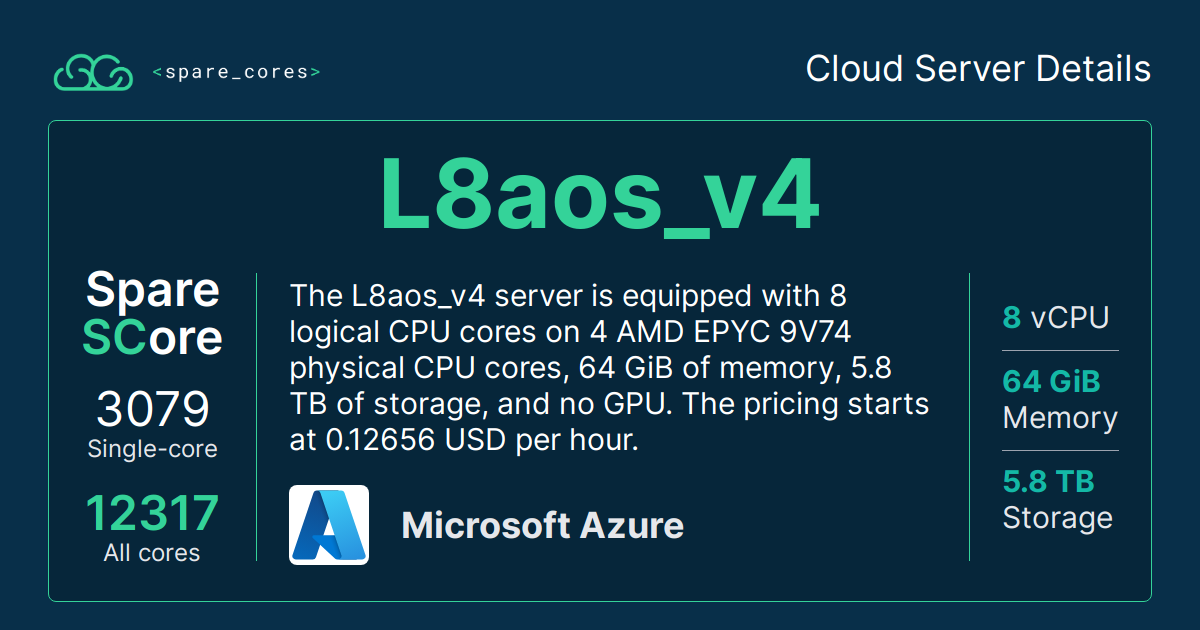 <spare_cores>
Cloud Server Details
L8aos_v4
Spare
SCore
3079
Single-core
12317
All cores
The L8aos_v4 server is equipped with 8
logical CPU cores on 4 AMD EPYC 9V74
physical CPU cores, 64 GiB of memory, 5.8
TB of storage, and no GPU. The pricing starts
at 0.12656 USD per hour.
Microsoft Azure
8 vCPU
64 GiB
Memory
5.8 TB
Storage